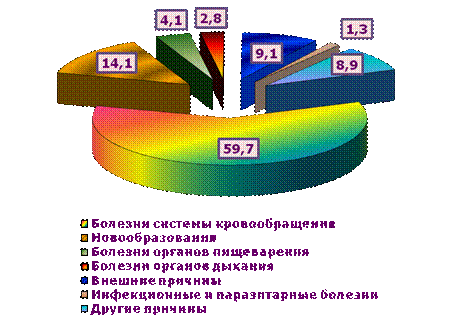 4,1
2,8
14,1
9,1
1,3
8,9
59,7
Болезни системы кровообращения
Новообразования
Болезни органов пищеварения
Болезни органов дыхания
Внешние причины
Инфекционные и паразитарные болезни
Другие причины